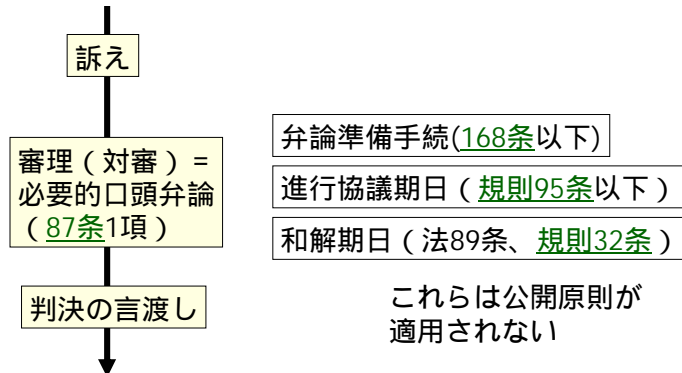 訴え
審理（対審）=
必要的口頭弁論
（87条1項）
判決の言渡し
弁論準備手続(168条以下)
進行協議期日（規則95条以下）
和解期日（法89条、規則32条）
これらは公開原則が
適用されない